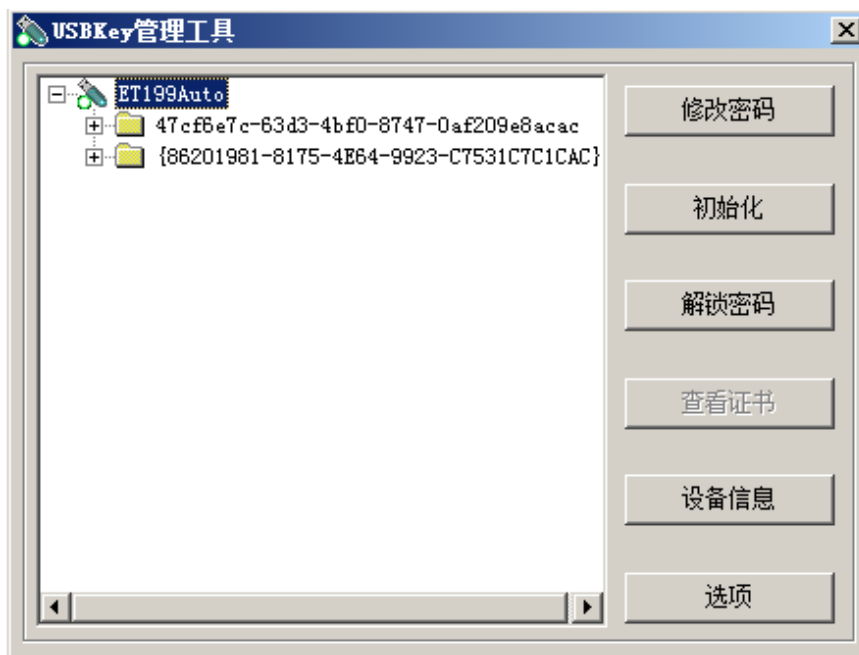 USBKey管理工具
ET199Auto
47cf6e7c-63d3-4bf0-8747-0af209e8acac
{86201981-8175-4E64-9923-C7531C7C1CAC}
修改密码
初始化
解锁密码
查看证书
设备信息
选项